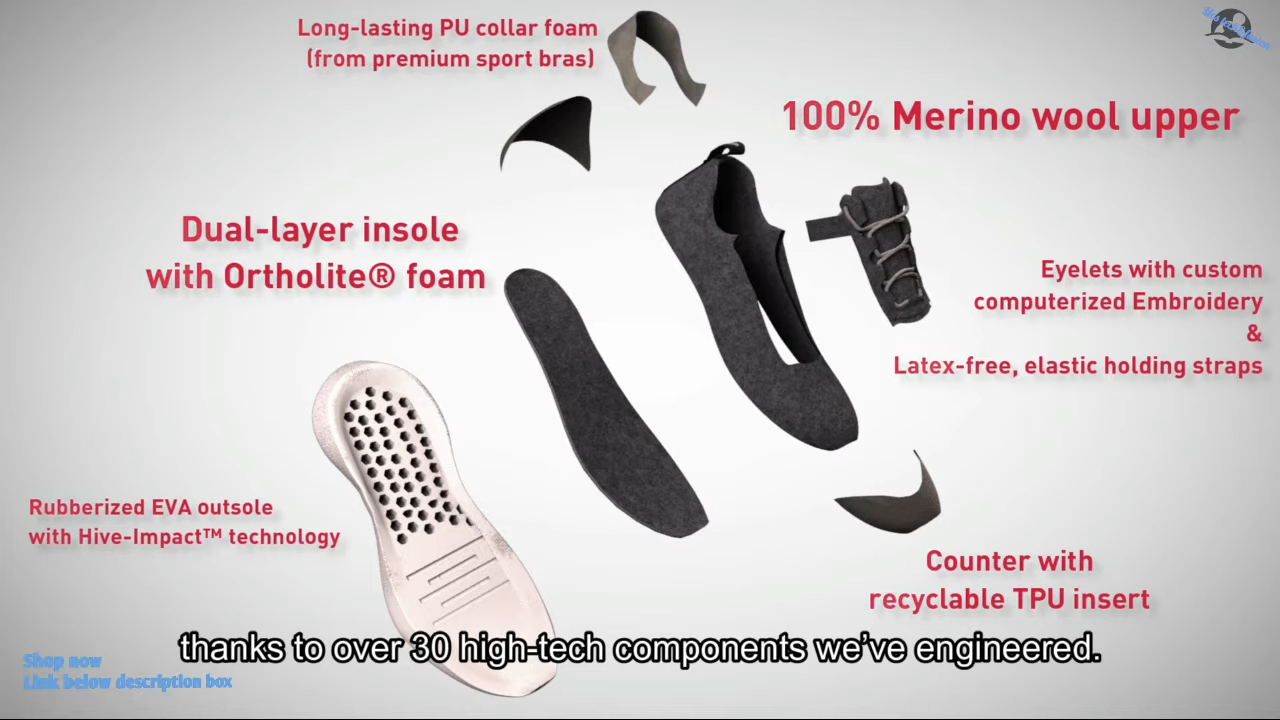 Long-lasting PU collar foam
(from premium sport bras)
100% Merino wool upper
Dual-layer insole
with Ortholite® foam
Eyelets with custom
computerized Embroidery
&
Latex-free, elastic holding straps
Rubberized EVA outsole
with Hive-Impact™ technology
Counter with
recyclable TPU insert
thanks to over 30 high-tech components we've engineered.
Shop now
Link below description box